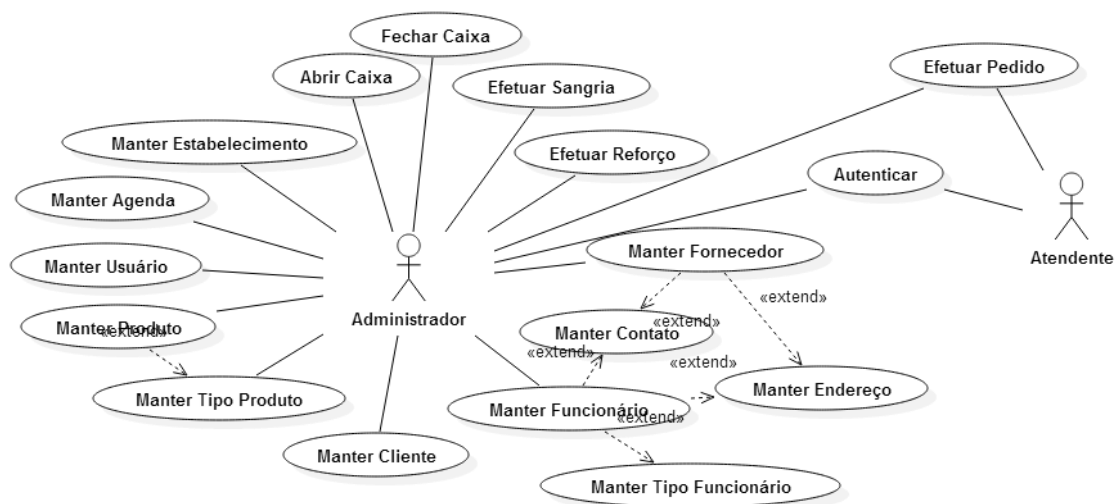 Fechar Caixa
Abrir Caixa
Efetuar Sangria
Efetuar Pedido
Manter Estabelecimento
Efetuar Reforço
Autenticar
Manter Agenda
Manter Usuário
Manter Fornecedor
Atendente
Administrador
Manter Produto
«extend»
«extend»
«extend»
Manter Contato
«extend»
«extend»
Manter Tipo Produto
Manter Funcionário
«extend»
Manter Endereço
Manter Cliente
Manter Tipo Funcionário